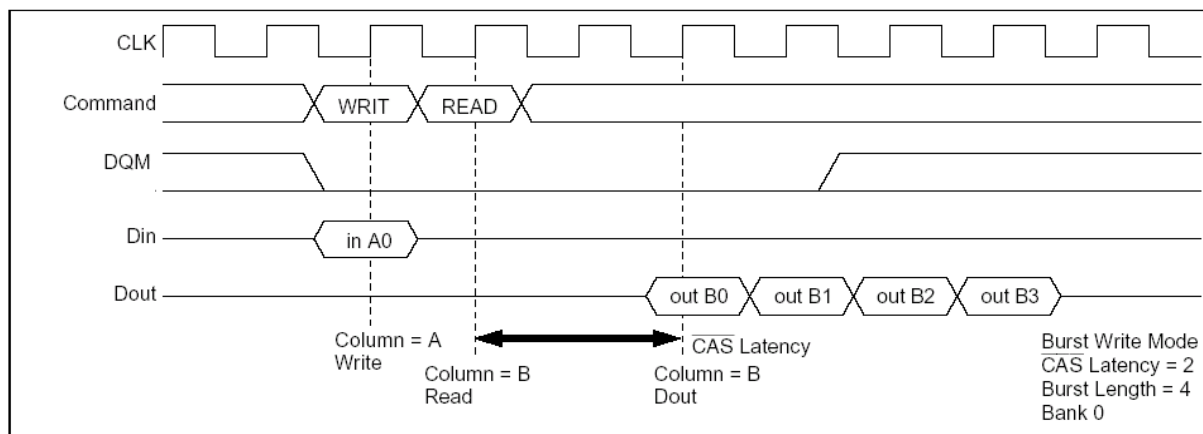 CLK
Command WRIT READ
DQM
Din in A0
Dout out B0 out B1 out B2 out B3
Column = A
Write
Column = B
Read
CAS Latency
Column = B
Dout
Burst Write Mode
CAS Latency = 2
Burst Length = 4
Bank 0